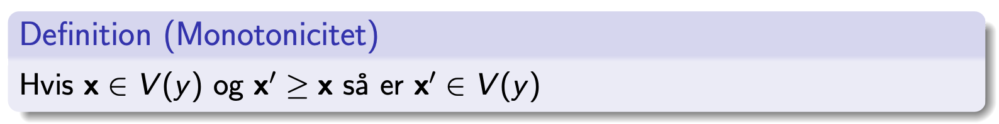 Definition (Monotonicitet)
Hvis x ∈ V(y) og x′ ≥ x så er x′ ∈ V(y)